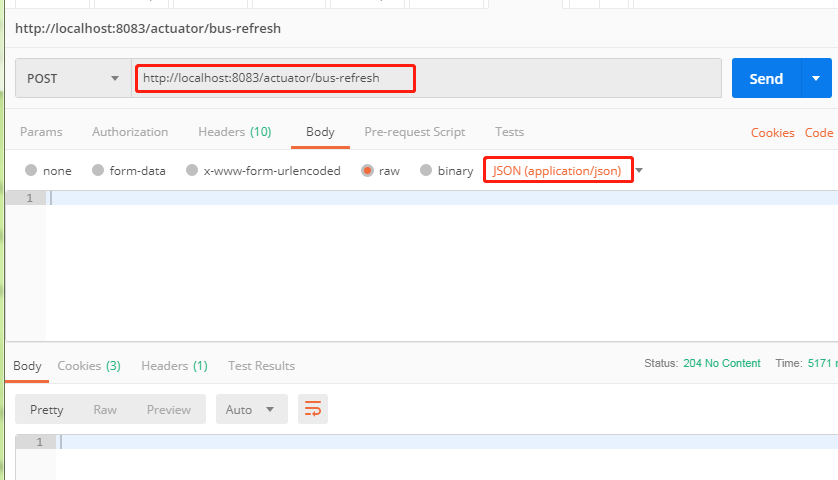 http://localhost:8083/actuator/bus-refresh
POST http://localhost:8083/actuator/bus-refresh Send
Params Authorization Headers (10) Body Pre-request Script Tests Cookies Code
none form-data x-www-form-urlencoded raw binary JSON (application/json)
1
Body Cookies (3) Headers (1) Test Results Status: 204 No Content Time: 5171
Pretty Raw Preview Auto
1